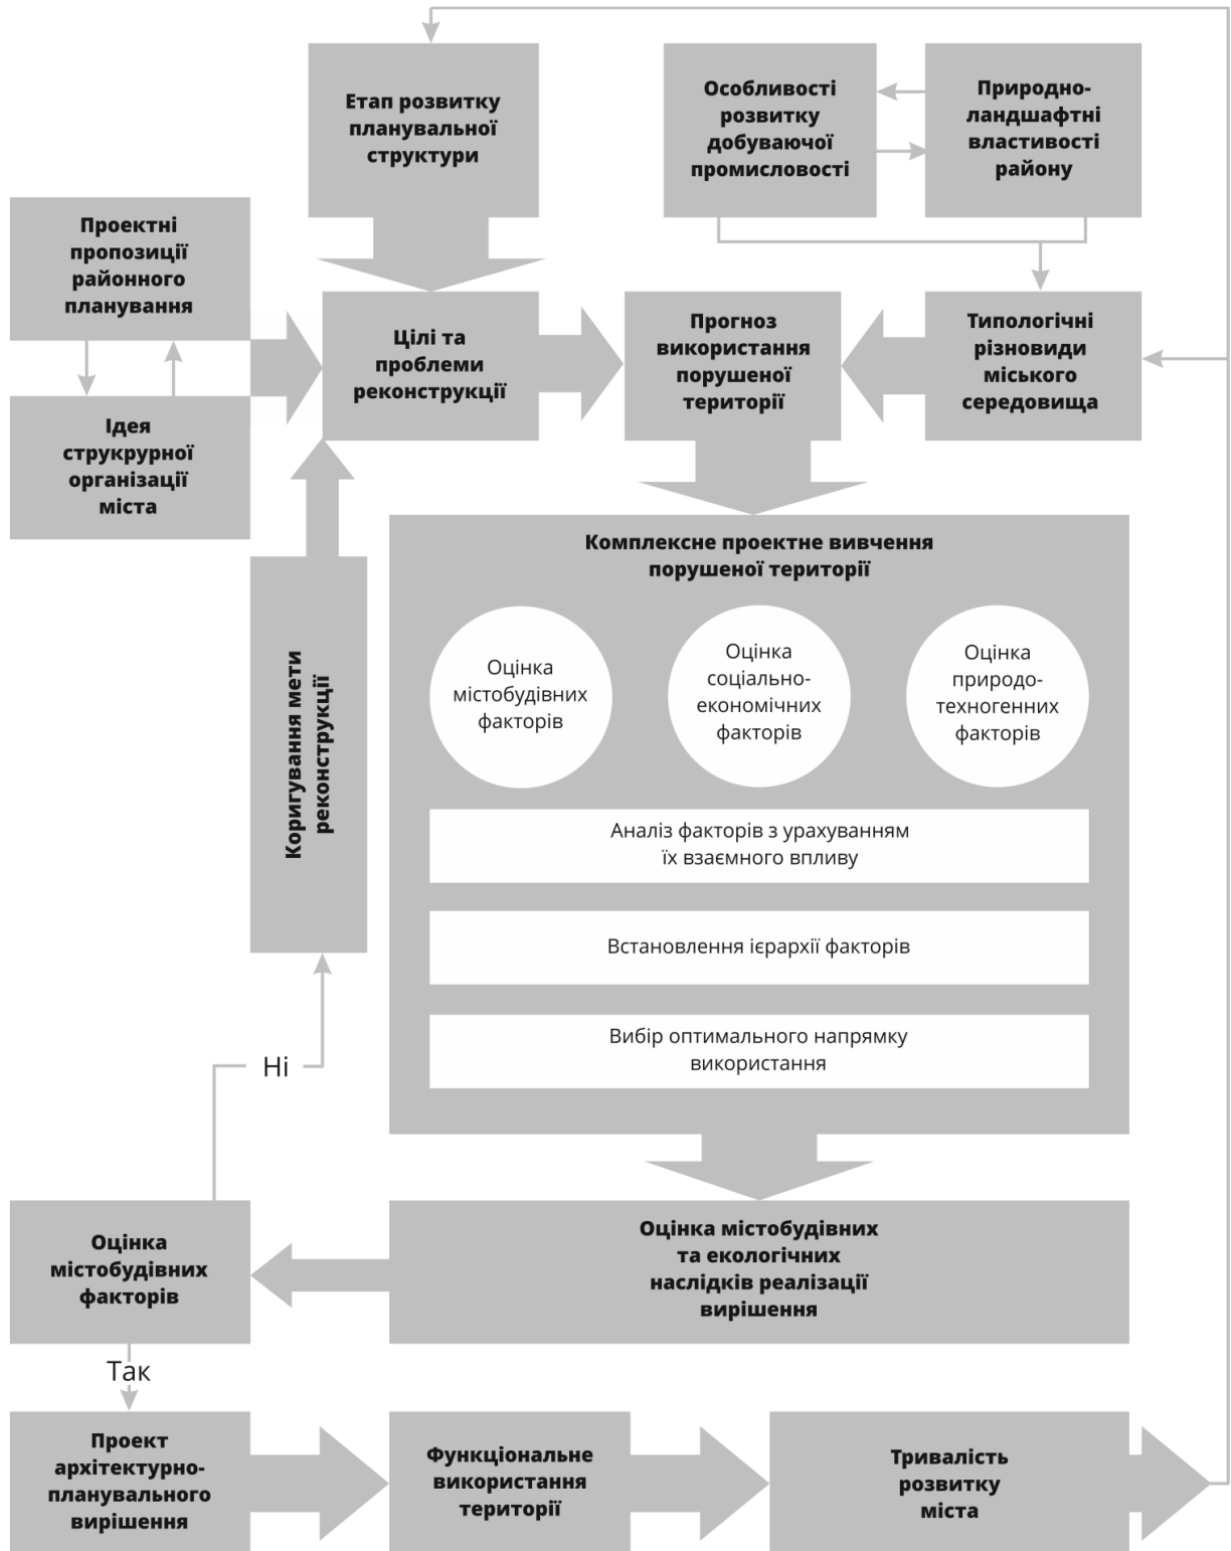 Етап розвитку
планувальної
структури
Особливості
розвитку
добуваючої
промисловості
Природно-
ландшафтні
властивості
району
Проектні
пропозиції
районного
планування
Ідея
струкрурної
організації
міста
Цілі та
проблеми
реконструкції
Прогноз
використання
порушеної
території
Типологічні
різновиди
міського
середовища
Комплексне проектне вивчення
порушеної території
Оцінка
містобудівних
факторів
Оцінка
соціально-
економічних
факторів
Оцінка
природо-
техногенних
факторів
Коригування мети
реконструкції
Аналіз факторів з урахуванням
їх взаємного впливу
Встановлення ієрархії факторів
Вибір оптимального напрямку
використання
Ні
Оцінка
містобудівних
факторів
Оцінка містобудівних
та екологічних
наслідків реалізації
вирішення
Так
Проект
архітектурно-
планувального
вирішення
Функціональне
використання
території
Тривалість
розвитку
міста